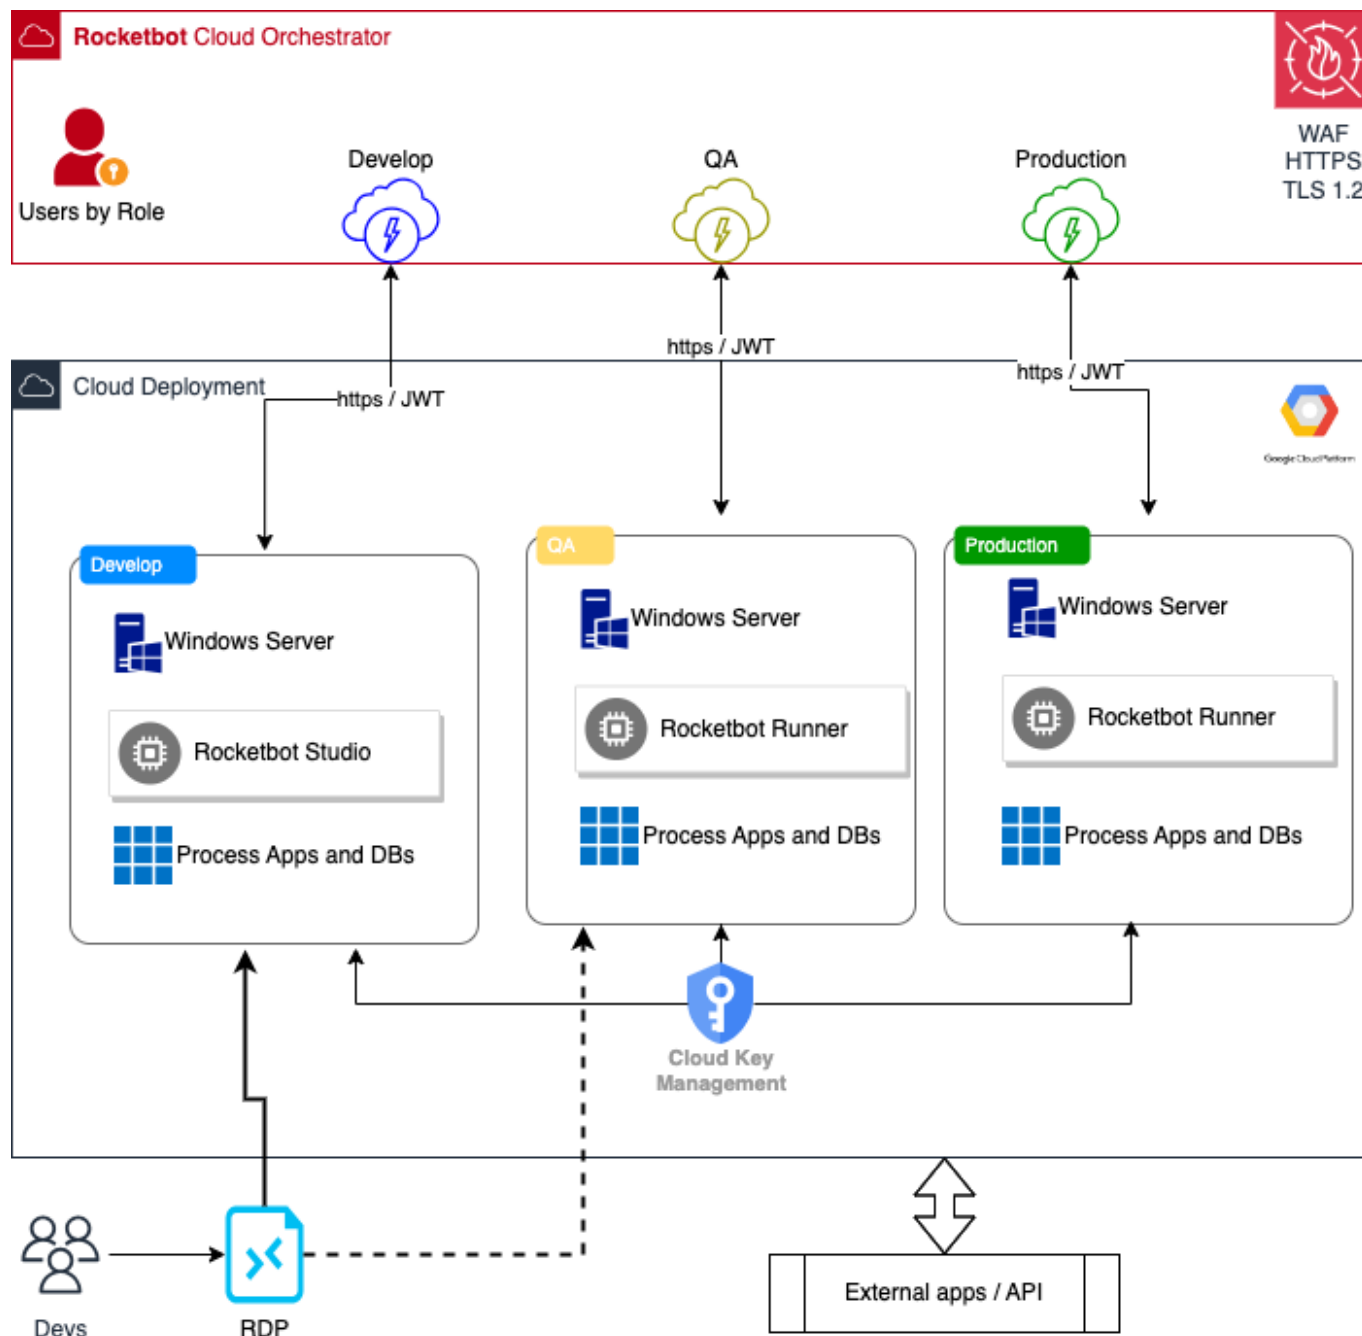 Rocketbot Cloud Orchestrator
WAF
HTTPS
TLS 1.2
Users by Role
Develop
QA
Production
https / JWT
https / JWT
https / JWT
Cloud Deployment
Google Cloud Platform
Develop
Windows Server
Rocketbot Studio
Process Apps and DBs
QA
Windows Server
Rocketbot Runner
Process Apps and DBs
Production
Windows Server
Rocketbot Runner
Process Apps and DBs
Cloud Key
Management
Devs
RDP
External apps / API